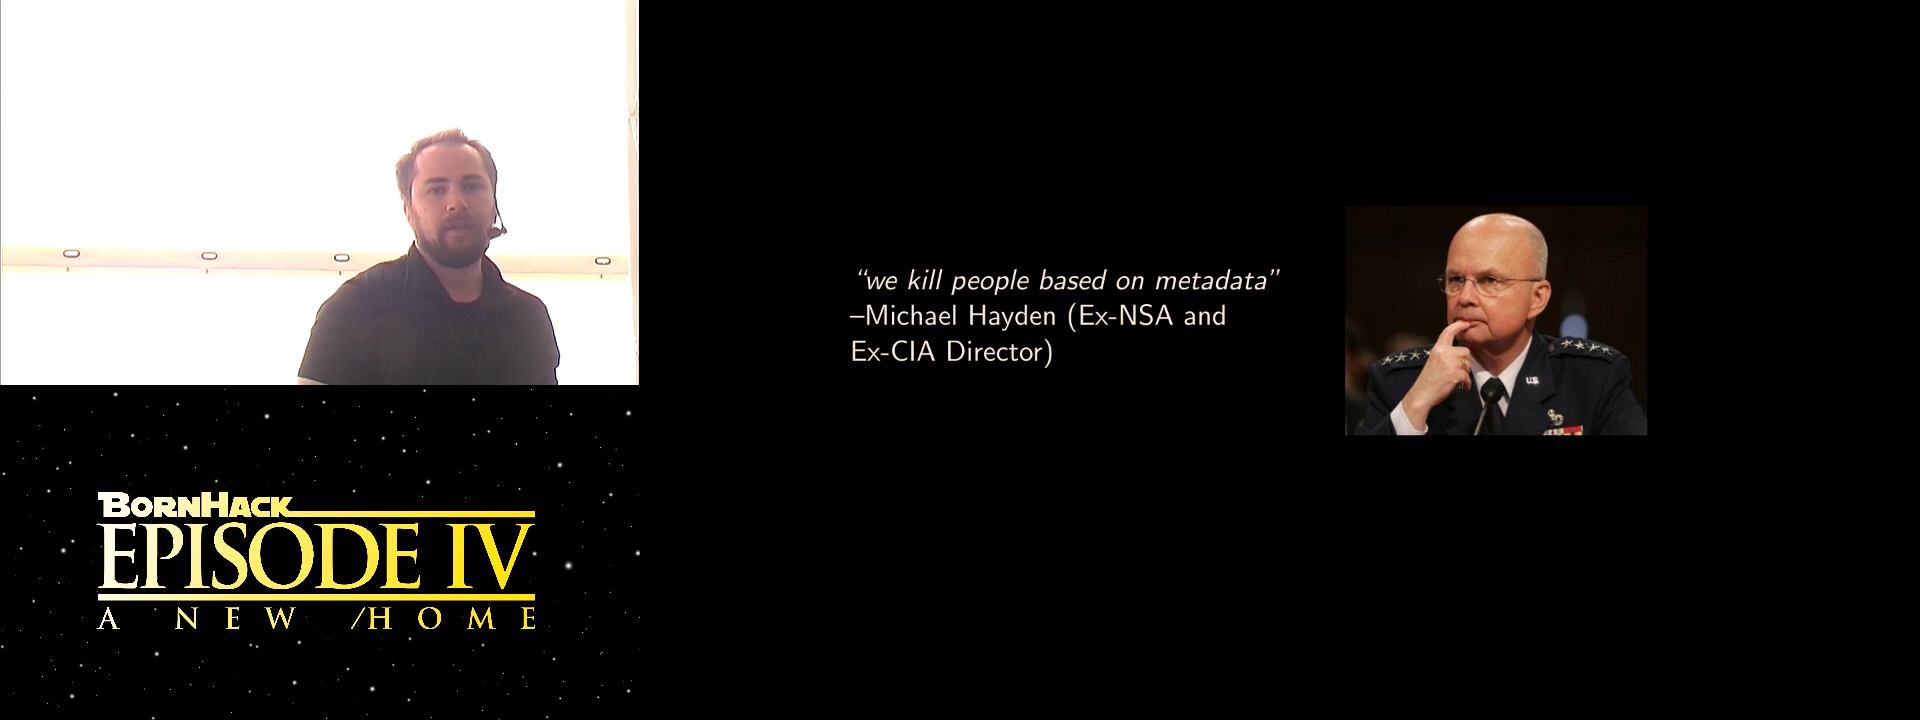 “we kill people based on metadata”
–Michael Hayden (Ex-NSA and
Ex-CIA Director)
BORNHACK
EPISODE IV
A NEW /HOME